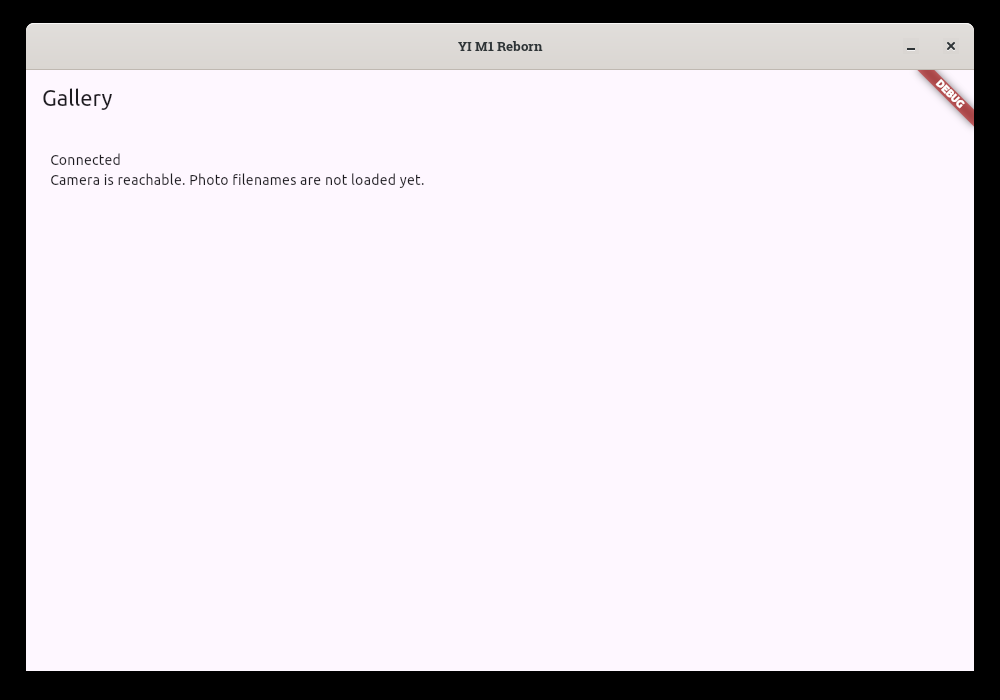 YI M1 Reborn
DEBUG
Gallery
Connected
Camera is reachable. Photo filenames are not loaded yet.